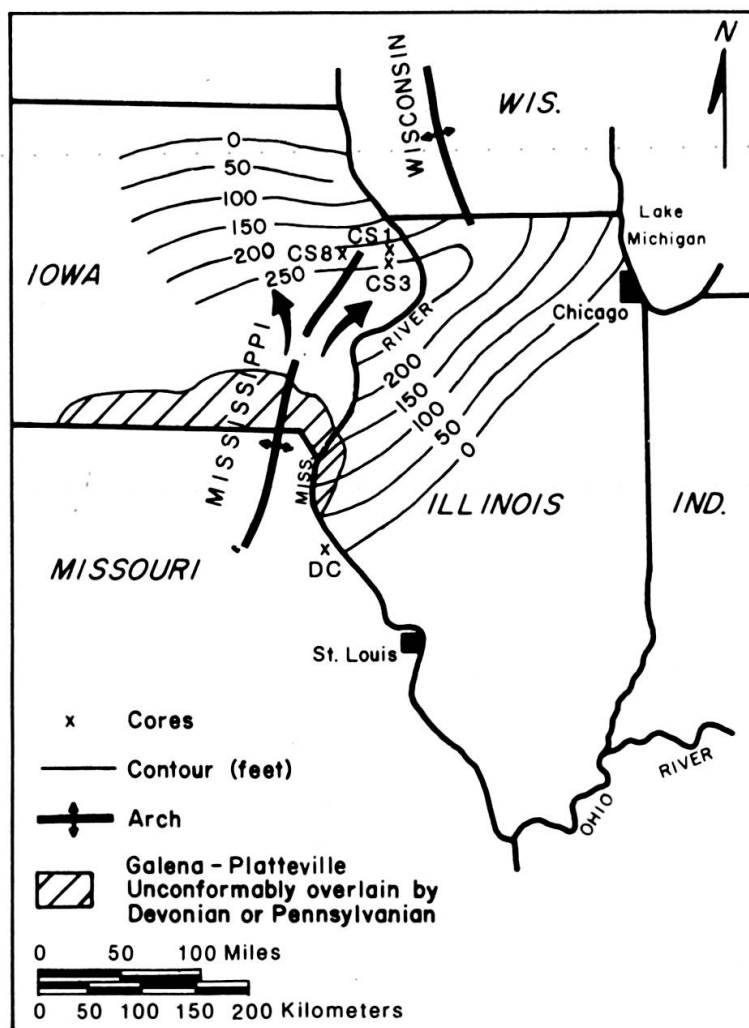 N
WISCONSIN
WIS.
0
50
100
150
200
250
CS1
CS8
CS3
Lake
Michigan
IOWA
Chicago
RIVER
MISSISSIPPI
200
150
100
50
0
MISS.
ILLINOIS
IND.
MISSOURI
DC
St. Louis
OHIO
RIVER
x Cores
Contour (feet)
Arch
Galena - Platteville
Unconformably overlain by
Devonian or Pennsylvanian
0 50 100 Miles
0 50 100 150 200 Kilometers